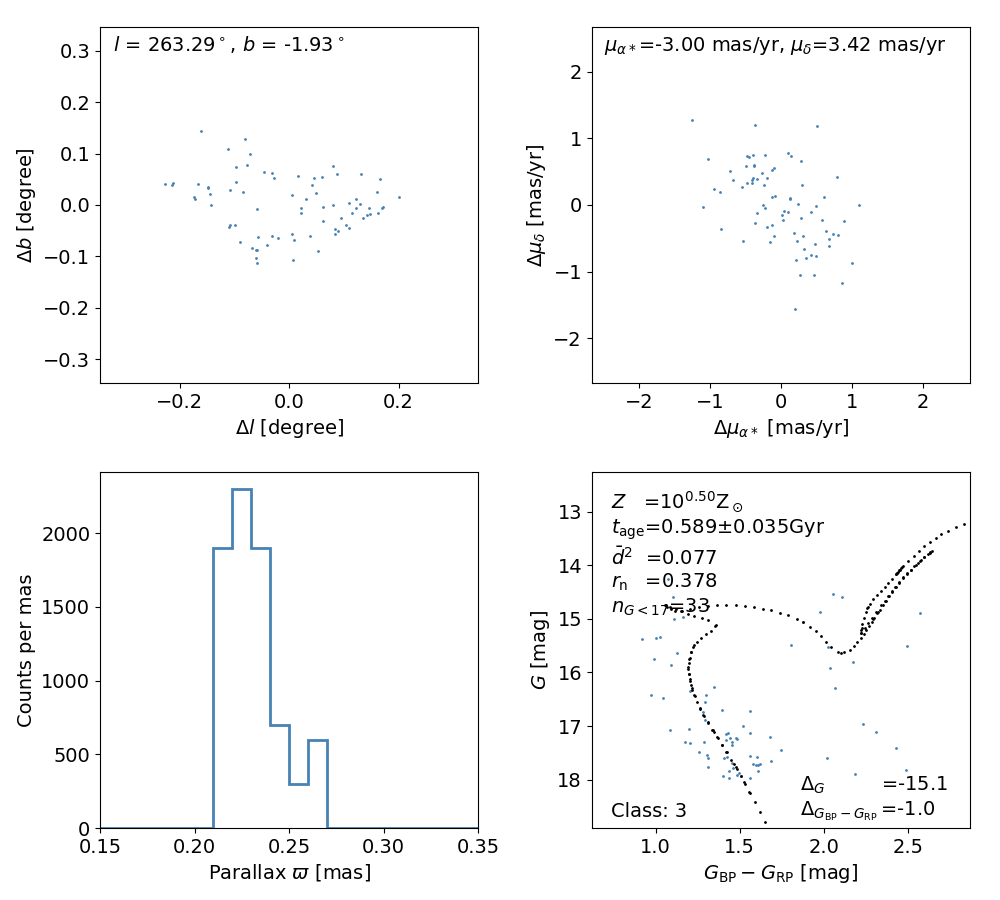 l = 263.29°, b = -1.93°
0.3
0.2
0.1
0.0
−0.1
−0.2
−0.3
Δb [degree]
−0.2 0.0 0.2
Δl [degree]
μα*=-3.00 mas/yr, μδ=3.42 mas/yr
2
1
0
−1
−2
Δμδ [mas/yr]
−2 −1 0 1 2
Δμα* [mas/yr]
2000
1500
1000
500
0
Counts per mas
0.15 0.20 0.25 0.30 0.35
Parallax ϖ [mas]
Z =10^0.50 Z⊙
t_age=0.589±0.035Gyr
d̄² =0.077
r_n =0.378
n_G<17=33
13
14
15
16
17
18
G [mag]
Δ_G =-15.1
Δ_G_BP−G_RP =-1.0
Class: 3
1.0 1.5 2.0 2.5
G_BP − G_RP [mag]